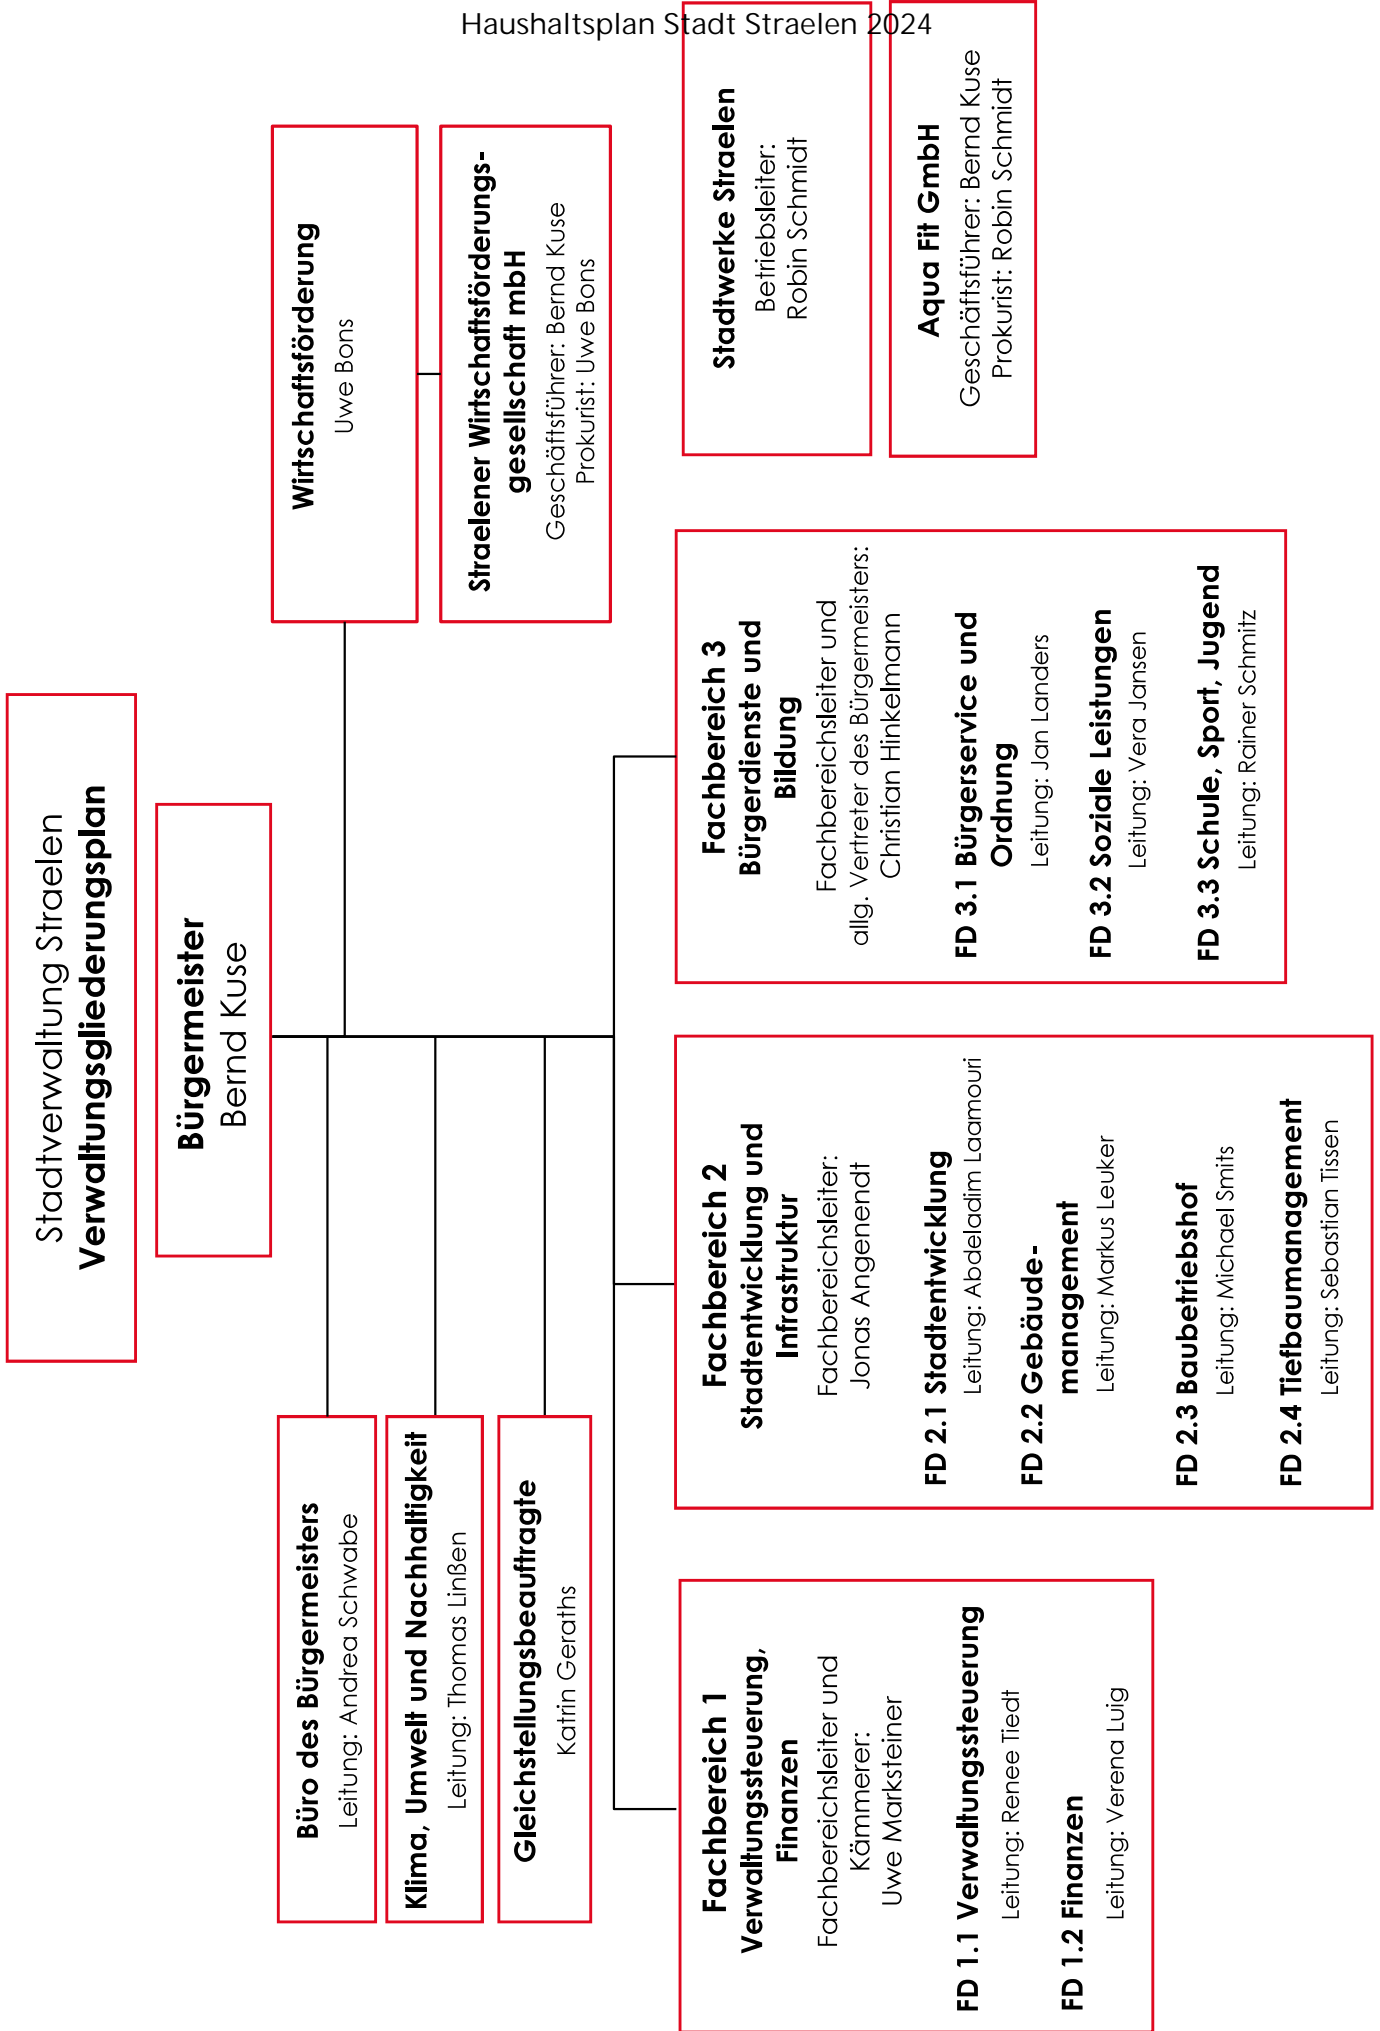 Haushaltsplan Stadt Straelen 2024
Stadtverwaltung Straelen
Verwaltungsgliederungsplan
Bürgermeister
Bernd Kuse
Büro des Bürgermeisters
Leitung: Andrea Schwabe
Klima, Umwelt und Nachhaltigkeit
Leitung: Thomas Linßen
Gleichstellungsbeauftragte
Katrin Geraths
Wirtschaftsförderung
Uwe Bons
Straelener Wirtschaftsförderungs-
gesellschaft mbH
Geschäftsführer: Bernd Kuse
Prokurist: Uwe Bons
Fachbereich 1
Verwaltungssteuerung,
Finanzen
Fachbereichsleiter und
Kämmerer:
Uwe Marksteiner
FD 1.1 Verwaltungssteuerung
Leitung: Renee Tiedt
FD 1.2 Finanzen
Leitung: Verena Luig
Fachbereich 2
Stadtentwicklung und
Infrastruktur
Fachbereichsleiter:
Jonas Angenendt
FD 2.1 Stadtentwicklung
Leitung: Abdeladim Laamouri
FD 2.2 Gebäude-
management
Leitung: Markus Leuker
FD 2.3 Baubetriebshof
Leitung: Michael Smits
FD 2.4 Tiefbaumanagement
Leitung: Sebastian Tissen
Fachbereich 3
Bürgerdienste und
Bildung
Fachbereichsleiter und
allg. Vertreter des Bürgermeisters:
Christian Hinkelmann
FD 3.1 Bürgerservice und
Ordnung
Leitung: Jan Landers
FD 3.2 Soziale Leistungen
Leitung: Vera Jansen
FD 3.3 Schule, Sport, Jugend
Leitung: Rainer Schmitz
Stadtwerke Straelen
Betriebsleiter:
Robin Schmidt
Aqua Fit GmbH
Geschäftsführer: Bernd Kuse
Prokurist: Robin Schmidt